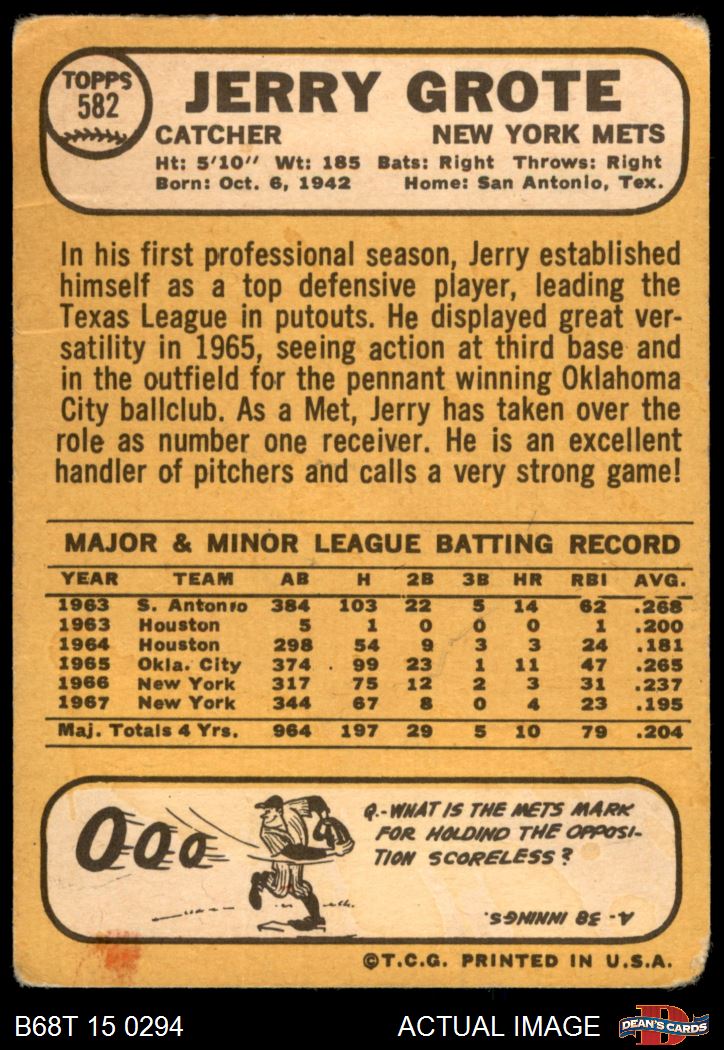 TOPPS
582
JERRY GROTE
CATCHER NEW YORK METS
Ht: 5'10" Wt: 185 Bats: Right Throws: Right
Born: Oct. 6, 1942 Home: San Antonio, Tex.
In his first professional season, Jerry established
himself as a top defensive player, leading the
Texas League in putouts. He displayed great ver-
satility in 1965, seeing action at third base and
in the outfield for the pennant winning Oklahoma
City ballclub. As a Met, Jerry has taken over the
role as number one receiver. He is an excellent
handler of pitchers and calls a very strong game!
MAJOR & MINOR LEAGUE BATTING RECORD
YEAR TEAM AB H 2B 3B HR RBI AVG.
1963 S. Antonio 384 103 22 5 14 62 .268
1963 Houston 5 1 0 0 0 1 .200
1964 Houston 298 54 9 3 3 24 .181
1965 Okla. City 374 99 23 1 11 47 .265
1966 New York 317 75 12 2 3 31 .237
1967 New York 344 67 8 0 4 23 .195
Maj. Totals 4 Yrs. 964 197 29 5 10 79 .204
000
Q.-WHAT IS THE METS MARK
FOR HOLDIND THE OPPOSI-
TION SCORELESS?
A- 38 INNINGS.
©T.C.G. PRINTED IN U.S.A.
B68T 15 0294 ACTUAL IMAGE
D
DEAN'S CARDS